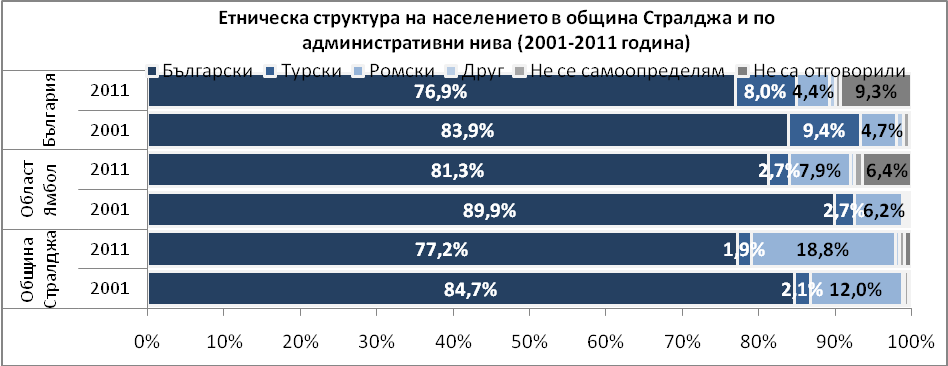 Етническа структура на населението в община Стралджа и по
административни нива (2001-2011 година)
Български Турски Ромски Друг Не се самоопределям Не са отговорили
България
2011
76,9% 8,0% 4,4% 9,3%
2001
83,9% 9,4% 4,7%
Област
Ямбол
2011
81,3% 2,7% 7,9% 6,4%
2001
89,9% 2,7% 6,2%
Община
Стралджа
2011
77,2% 1,9% 18,8%
2001
84,7% 2,1% 12,0%
0% 10% 20% 30% 40% 50% 60% 70% 80% 90% 100%